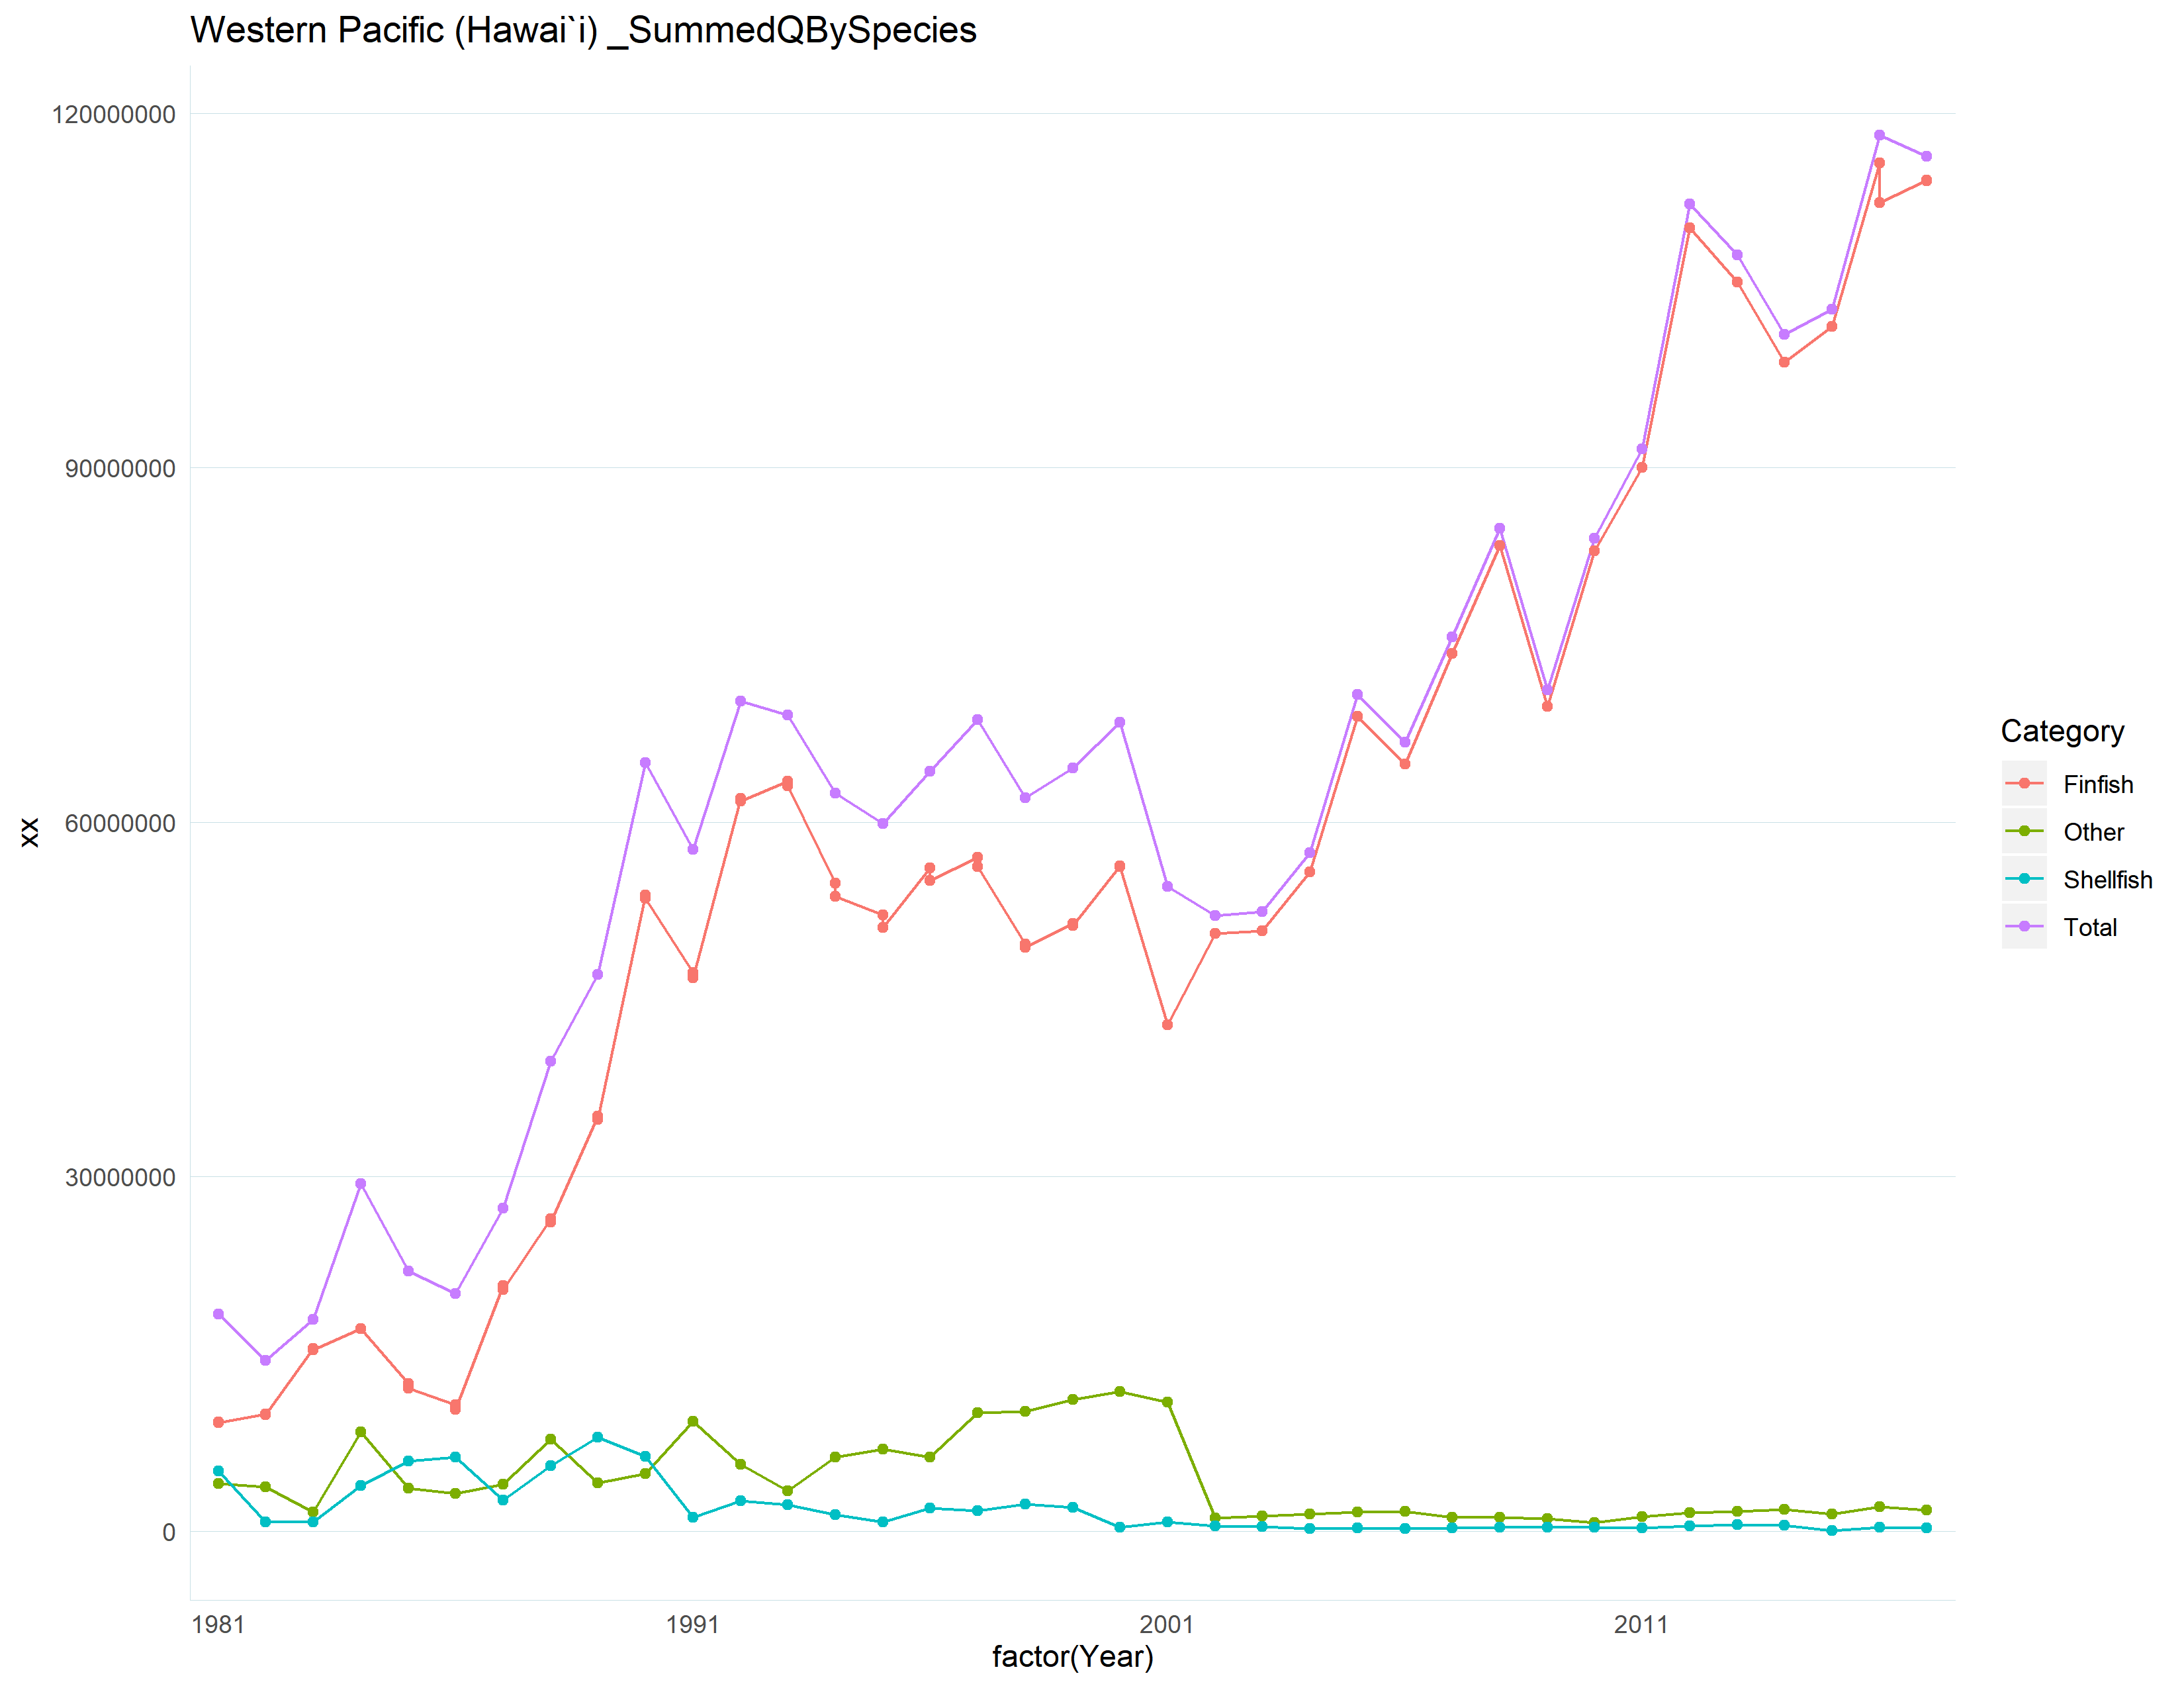 Western Pacific (Hawai`i) _SummedQBySpecies
120000000
90000000
60000000
30000000
0
xx
1981 1991 2001 2011
factor(Year)
Category
Finfish
Other
Shellfish
Total